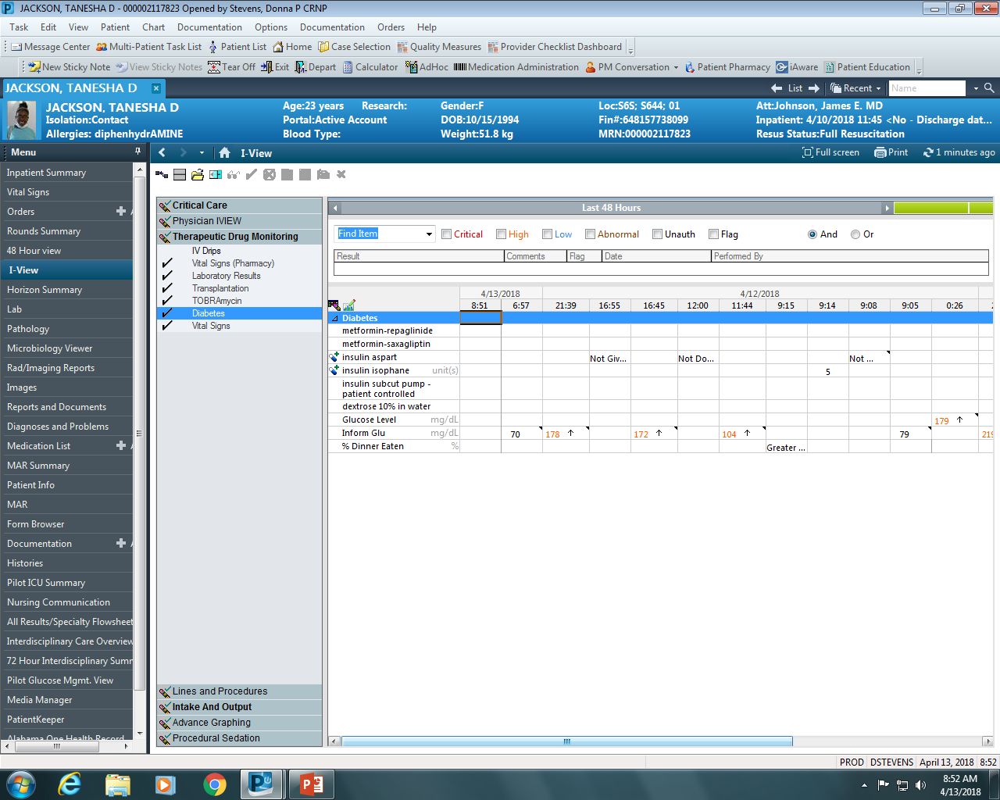 JACKSON, TANESHA D - 000002117823 Opened by Stevens, Donna P CRNP
Task Edit View Patient Chart Documentation Options Documentation Orders Help
Message Center Multi-Patient Task List Patient List Home Case Selection Quality Measures Provider Checklist Dashboard
New Sticky Note View Sticky Notes Tear Off Exit Depart Calculator AdHoc Medication Administration PM Conversation Patient Pharmacy iAware Patient Education
JACKSON, TANESHA D List Recent Name
JACKSON, TANESHA D Age:23 years Research: Gender:F Loc:S6S; S644; 01 Att:Johnson, James E. MD
Isolation:Contact Portal:Active Account DOB:10/15/1994 Fin#:648157738099 Inpatient: 4/10/2018 11:45 <No - Discharge dat...
Allergies: diphenhydrAMINE Blood Type: Weight:51.8 kg MRN:000002117823 Resus Status:Full Resuscitation
Menu
I-View Full screen Print 1 minutes ago
Inpatient Summary
Vital Signs
Orders
Rounds Summary
48 Hour view
I-View
Horizon Summary
Lab
Pathology
Microbiology Viewer
Rad/Imaging Reports
Images
Reports and Documents
Diagnoses and Problems
Medication List
MAR Summary
Patient Info
MAR
Form Browser
Documentation
Histories
Pilot ICU Summary
Nursing Communication
All Results/Specialty Flowsheet
Interdisciplinary Care Overview
72 Hour Interdisciplinary Summ
Pilot Glucose Mgmt. View
Media Manager
PatientKeeper
Alabama One Health Record
Critical Care
Physician IVIEW
Therapeutic Drug Monitoring
IV Drips
Vital Signs (Pharmacy)
Laboratory Results
Transplantation
TOBRAmycin
Diabetes
Vital Signs
Lines and Procedures
Intake And Output
Advance Graphing
Procedural Sedation
Last 48 Hours
Find Item Critical High Low Abnormal Unauth Flag And Or
Result Comments Flag Date Performed By
4/13/2018 4/12/2018
8:51 6:57 21:39 16:55 16:45 12:00 11:44 9:15 9:14 9:08 9:05 0:26
Diabetes
metformin-repaglinide
metformin-saxagliptin
insulin aspart Not Giv... Not Do... Not ...
insulin isophane unit(s) 5
insulin subcut pump -
patient controlled
dextrose 10% in water
Glucose Level mg/dL 179 ↑
Inform Glu mg/dL 70 178 ↑ 172 ↑ 104 ↑ 79 219
% Dinner Eaten % Greater ...
PROD DSTEVENS April 13, 2018 8:52
8:52 AM
4/13/2018